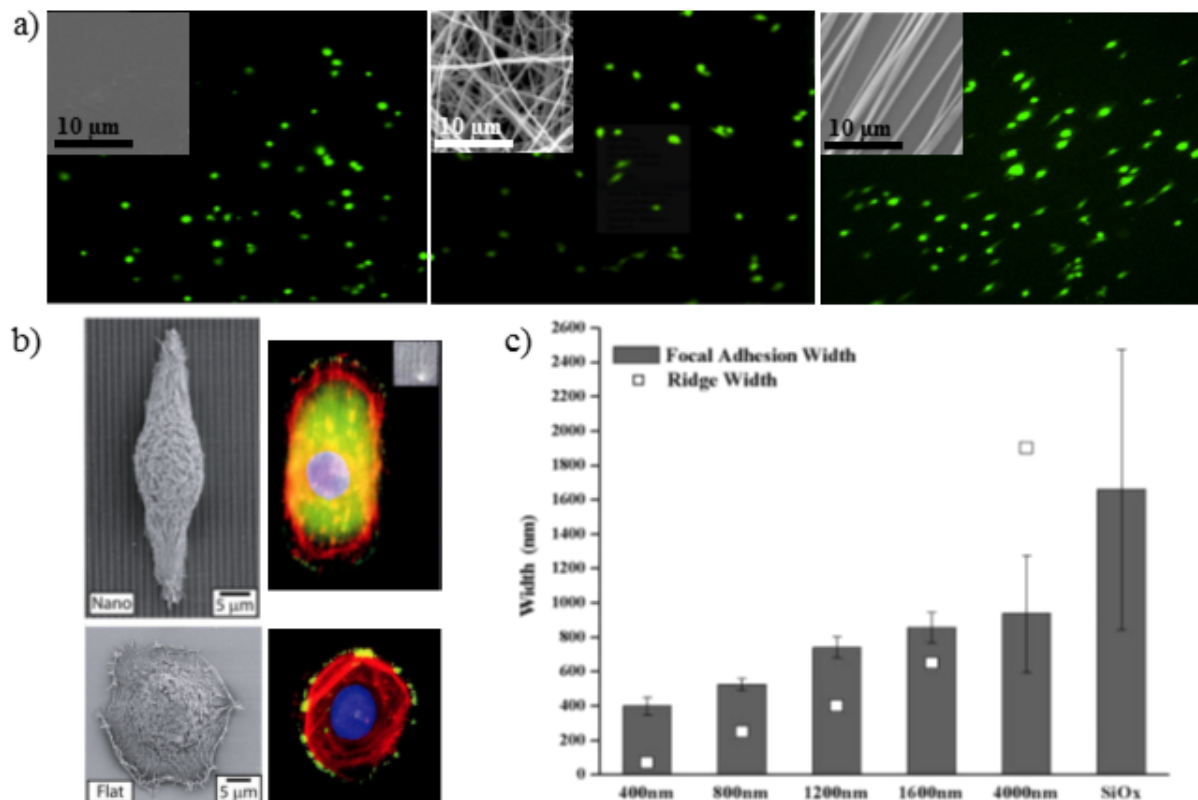 a)
10 µm
10 µm
10 µm
b)
Nano
5 µm
Flat
5 µm
c)
2600
2400
2200
2000
1800
1600
1400
1200
1000
800
600
400
200
0
Width (nm)
Focal Adhesion Width
Ridge Width
400nm 800nm 1200nm 1600nm 4000nm SiOx